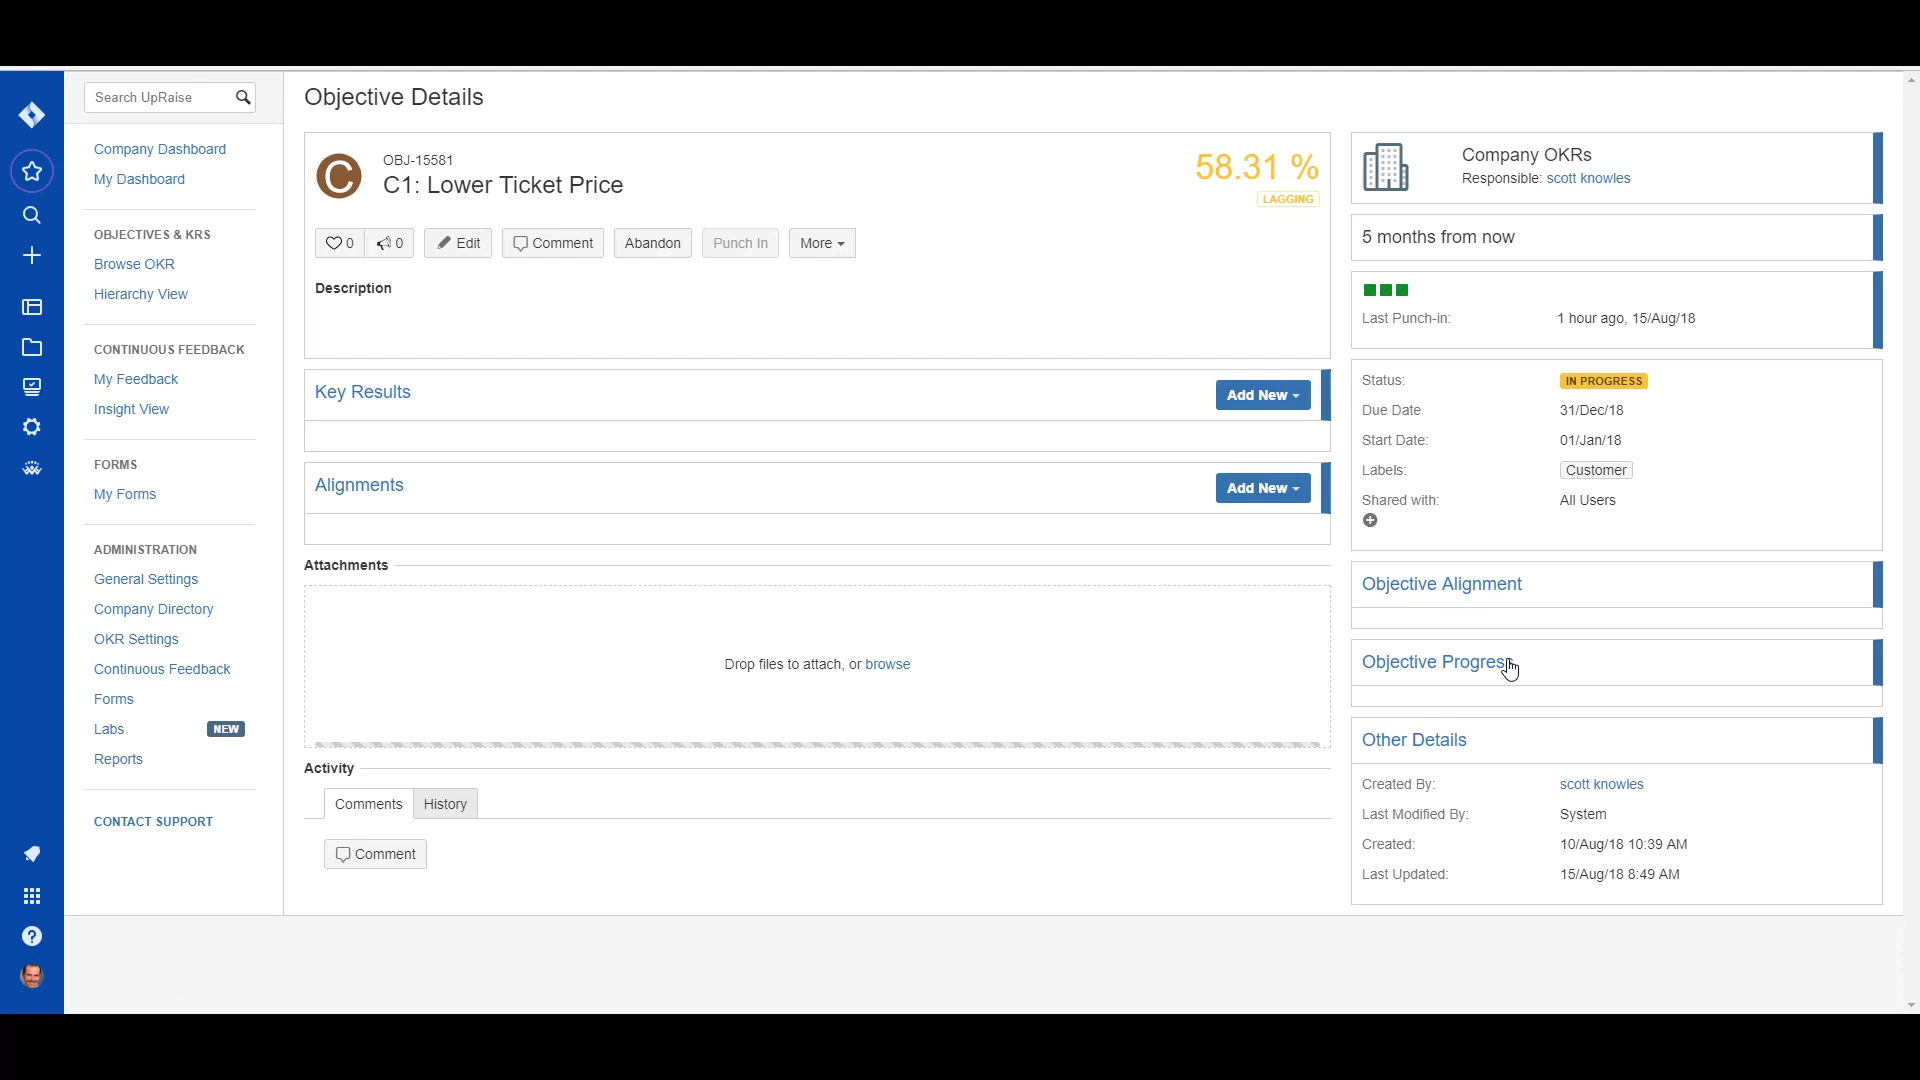 Search UpRaise
Company Dashboard
My Dashboard
OBJECTIVES & KRS
Browse OKR
Hierarchy View
CONTINUOUS FEEDBACK
My Feedback
Insight View
FORMS
My Forms
ADMINISTRATION
General Settings
Company Directory
OKR Settings
Continuous Feedback
Forms
Labs NEW
Reports
CONTACT SUPPORT
Objective Details
C
OBJ-15581
C1: Lower Ticket Price
58.31 %
LAGGING
0 0 Edit Comment Abandon Punch In More
Description
Key Results Add New
Alignments Add New
Attachments
Drop files to attach, or browse
Activity
Comments History
Comment
Company OKRs
Responsible: scott knowles
5 months from now
Last Punch-in: 1 hour ago, 15/Aug/18
Status: IN PROGRESS
Due Date 31/Dec/18
Start Date: 01/Jan/18
Labels: Customer
Shared with: All Users
Objective Alignment
Objective Progress
Other Details
Created By: scott knowles
Last Modified By: System
Created: 10/Aug/18 10:39 AM
Last Updated: 15/Aug/18 8:49 AM